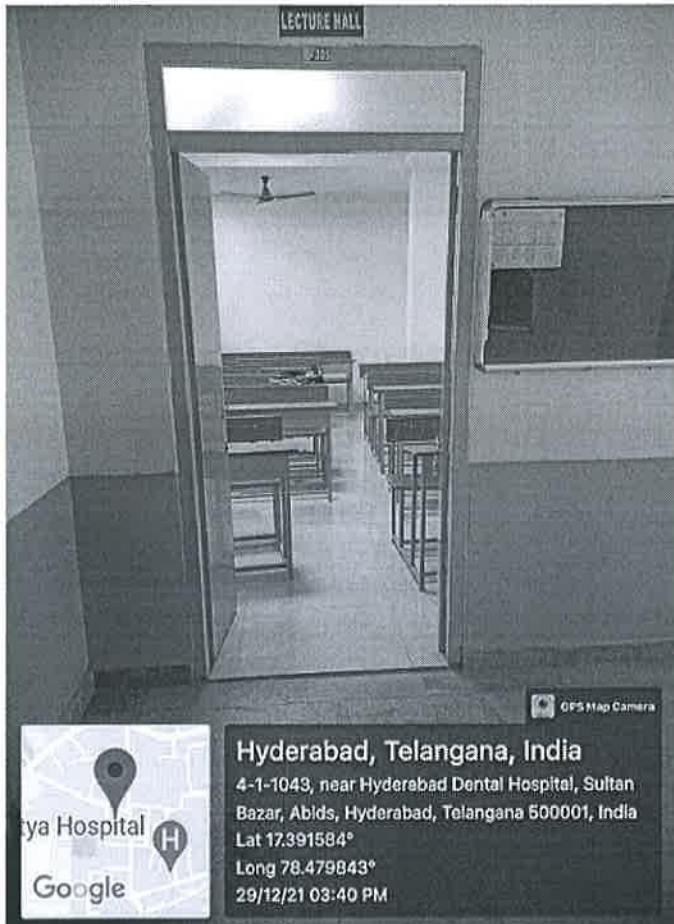 LECTURE HALL
GPS Map Camera
tya Hospital
H
Google
Hyderabad, Telangana, India
4-1-1043, near Hyderabad Dental Hospital, Sultan
Bazar, Abids, Hyderabad, Telangana 500001, India
Lat 17.391584°
Long 78.479843°
29/12/21 03:40 PM